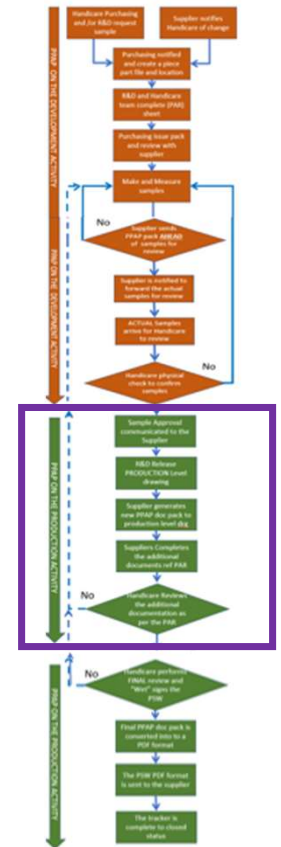 Handicare Purchasing
and /or R&D request
sample
Supplier notifies
Handicare of change
Purchasing notified
and create a piece
part file and location
R&D and Handicare
team complete (PAR)
sheet
Purchasing issue pack
and review with
supplier
Make and Measure
samples
No
Supplier sends
PPAP pack AHEAD
of samples for
review
Supplier is notified to
forward the actual
samples for review
ACTUAL Samples
arrive for Handicare
to review
No
Handicare physical
check to confirm
samples
PPAP ON THE DEVELOPMENT ACTIVITY
PPAP ON THE DEVELOPMENT ACTIVITY
Sample Approval
communicated to the
Supplier
R&D Release
PRODUCTION Level
drawing
Supplier generates
new PPAP doc pack to
production level dwg
Suppliers Completes
the additional
documents ref PAR
No
Handicare Reviews
the additional
documentation as
per the PAR
PPAP ON THE PRODUCTION ACTIVITY
No
Handicare performs
FINAL review and
"Wet" signs the
PSW
Final PPAP doc pack is
converted into to a
PDF format
The PSW PDF format
is sent to the supplier
The tracker is
complete to closed
status
PPAP ON THE PRODUCTION ACTIVITY